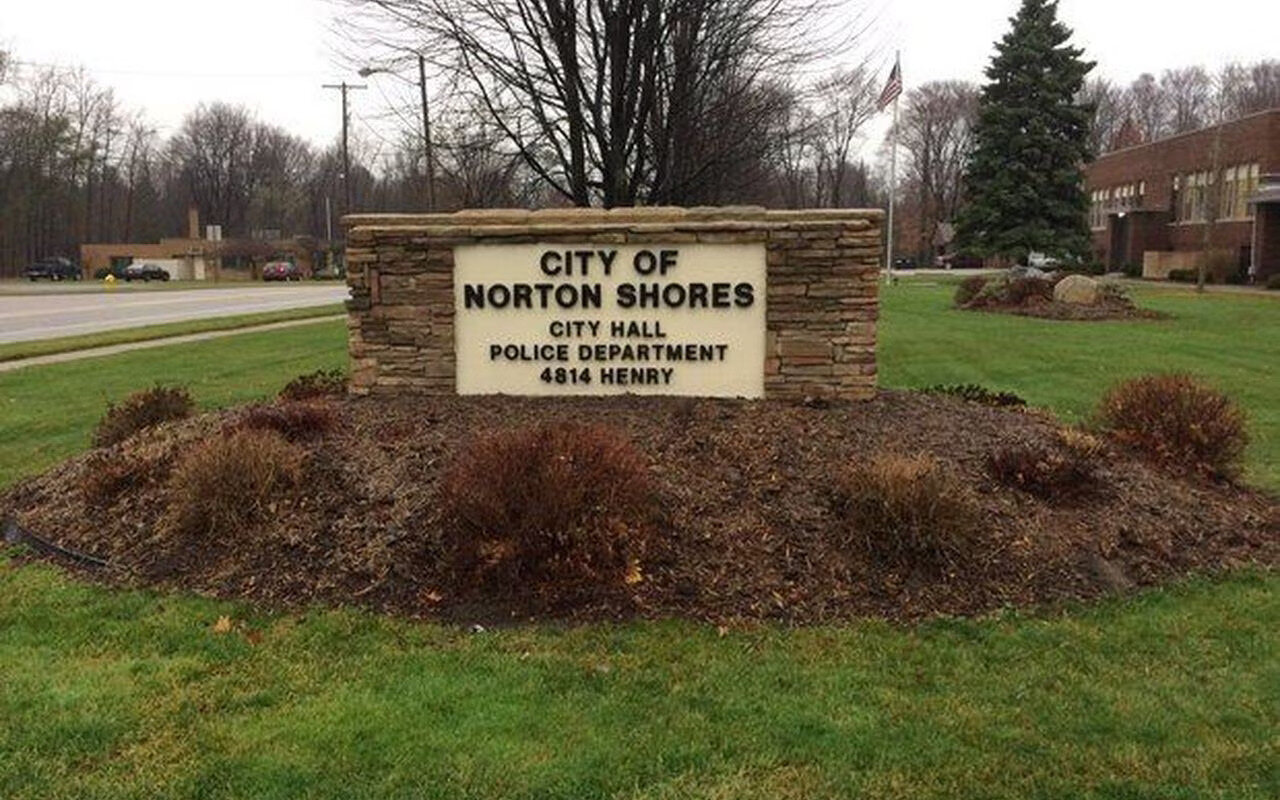 CITY OF
NORTON SHORES
CITY HALL
POLICE DEPARTMENT
4814 HENRY